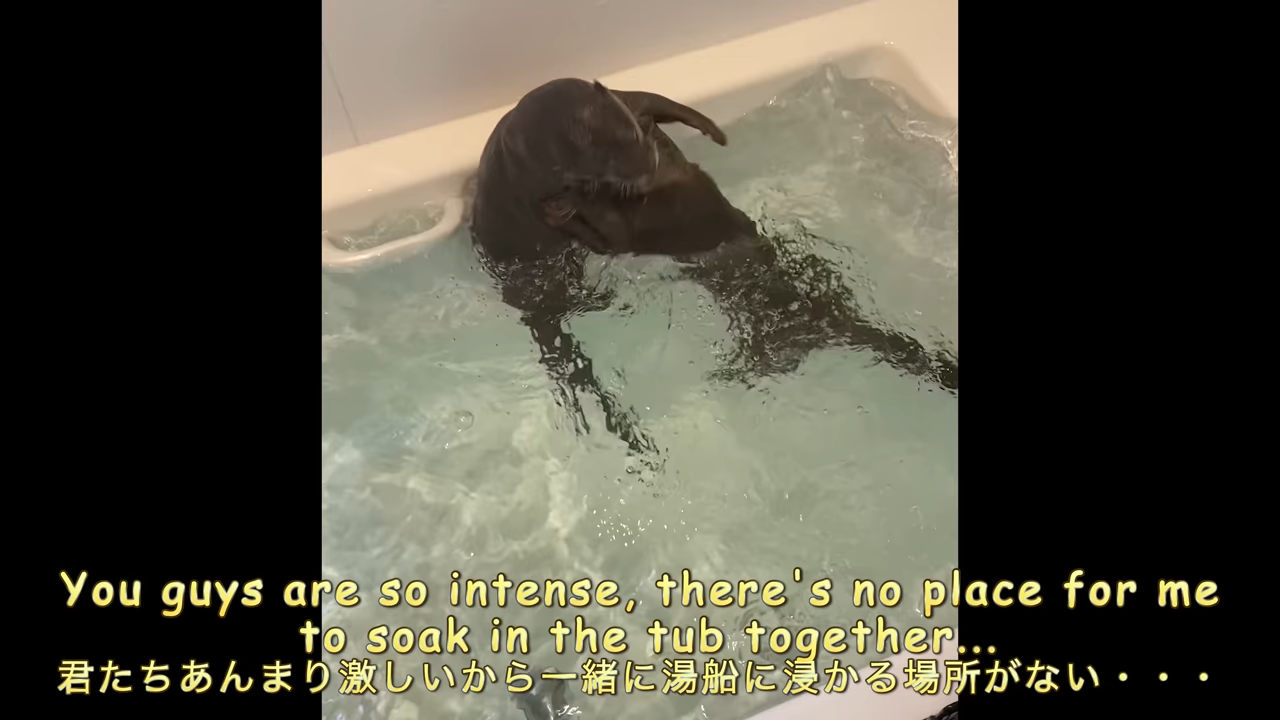 You guys are so intense, there's no place for me
to soak in the tub together...
君たちあんまり激しいから一緒に湯船に浸かる場所がない・・・